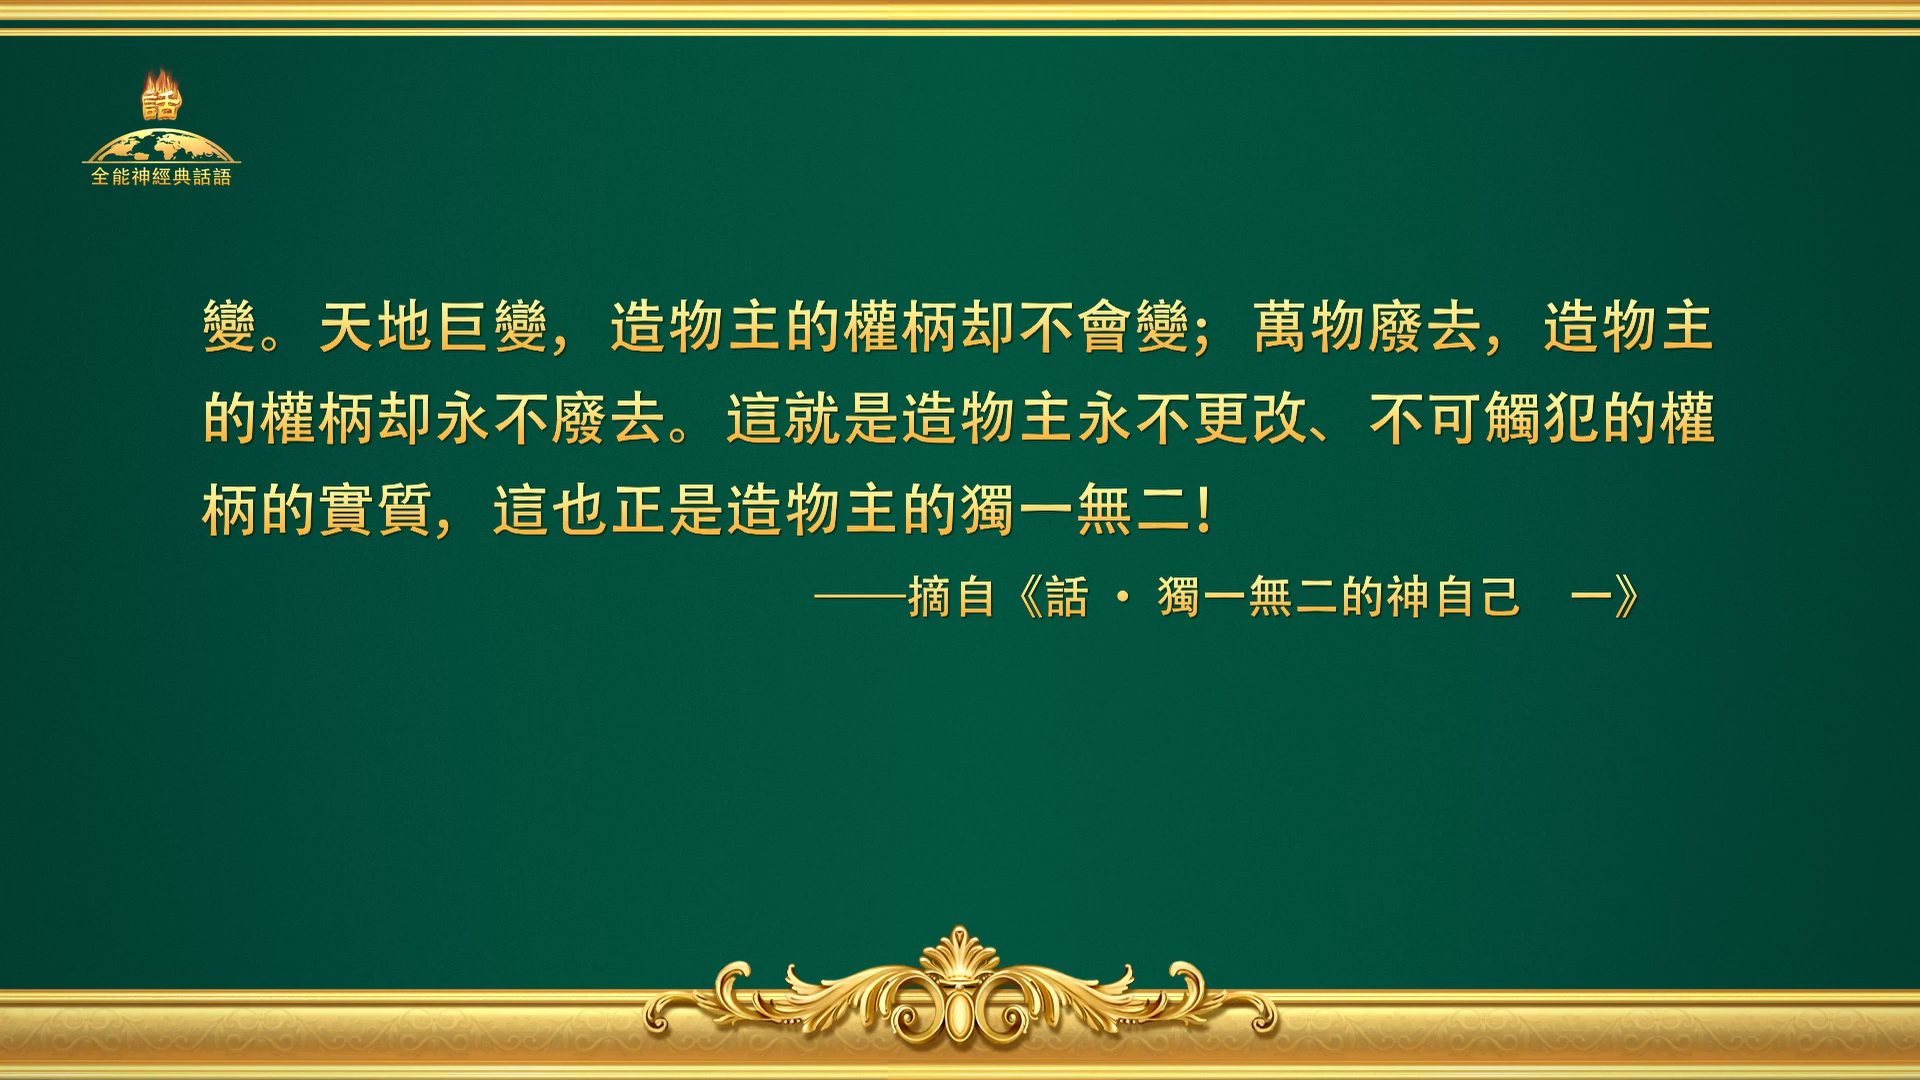 話
全能神經典話語
變。天地巨變，造物主的權柄却不會變；萬物廢去，造物主
的權柄却永不廢去。這就是造物主永不更改、不可觸犯的權
柄的實質，這也正是造物主的獨一無二！
——摘自《話 · 獨一無二的神自己　一》